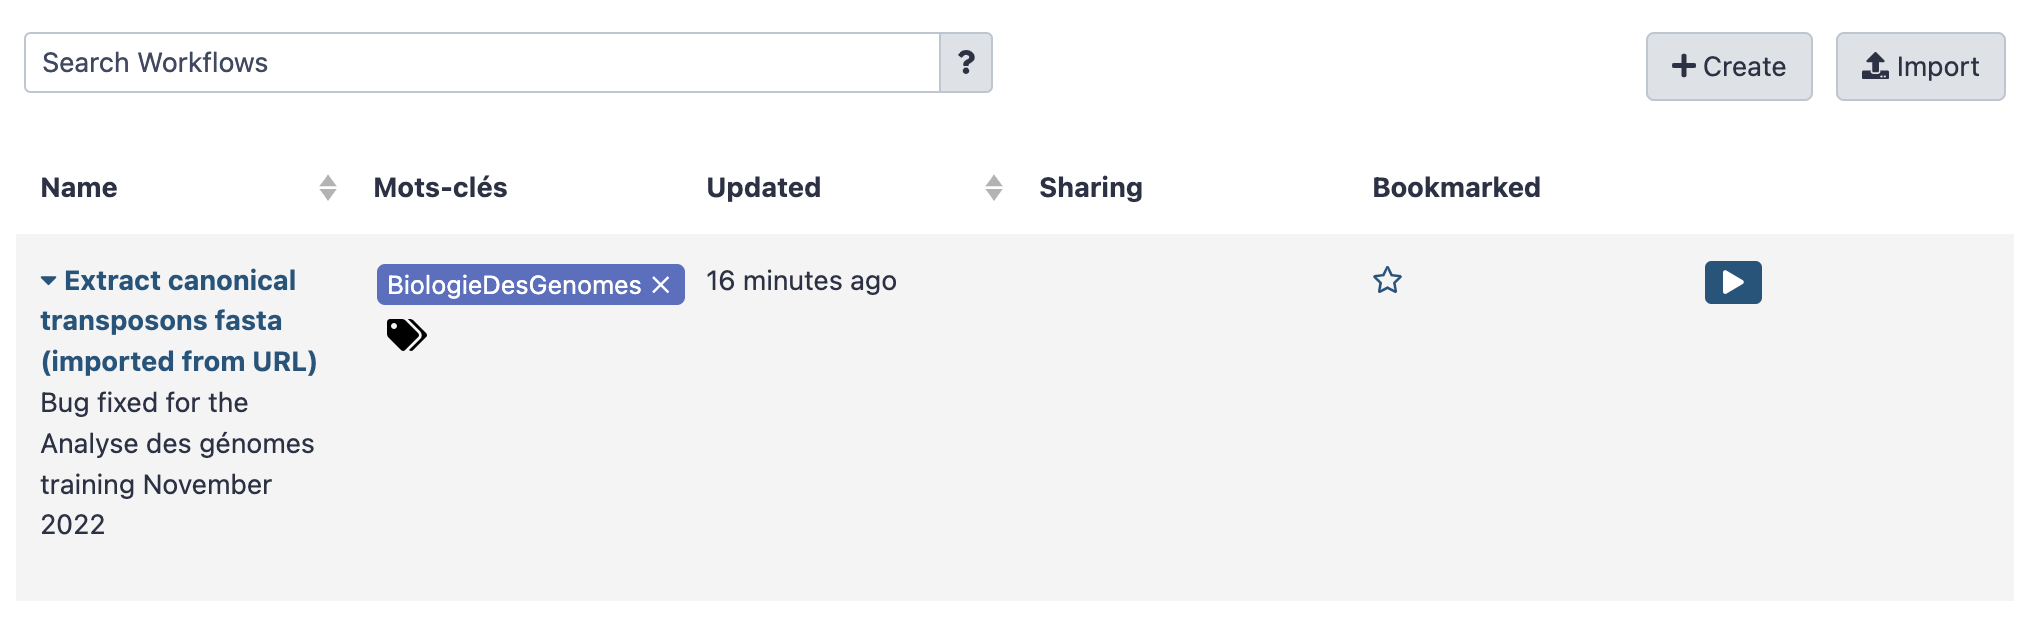 Search Workflows
?
Create
Import
Name
Mots-clés
Updated
Sharing
Bookmarked
Extract canonical
transposons fasta
(imported from URL)
Bug fixed for the
Analyse des génomes
training November
2022
BiologieDesGenomes
16 minutes ago